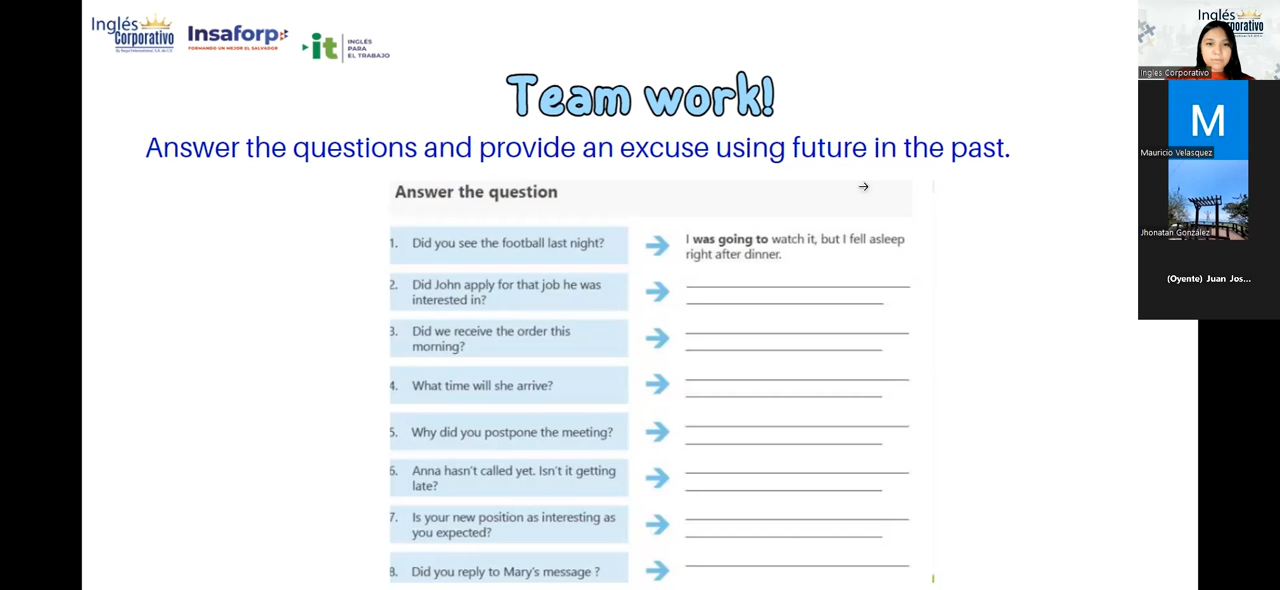 Inglés
Corporativo
Insaforp
FORMANDO UN MEJOR EL SALVADOR
it
INGLÉS
PARA
EL TRABAJO
Team work!
Answer the questions and provide an excuse using future in the past.
Answer the question
1. Did you see the football last night?
I was going to watch it, but I fell asleep
right after dinner.
2. Did John apply for that job he was
interested in?
3. Did we receive the order this
morning?
4. What time will she arrive?
5. Why did you postpone the meeting?
6. Anna hasn't called yet. Isn't it getting
late?
7. Is your new position as interesting as
you expected?
8. Did you reply to Mary's message ?
Inglés
Ingles Corporativo
M
Mauricio Velasquez
Jhonatan González
(Oyente) Juan Jos...